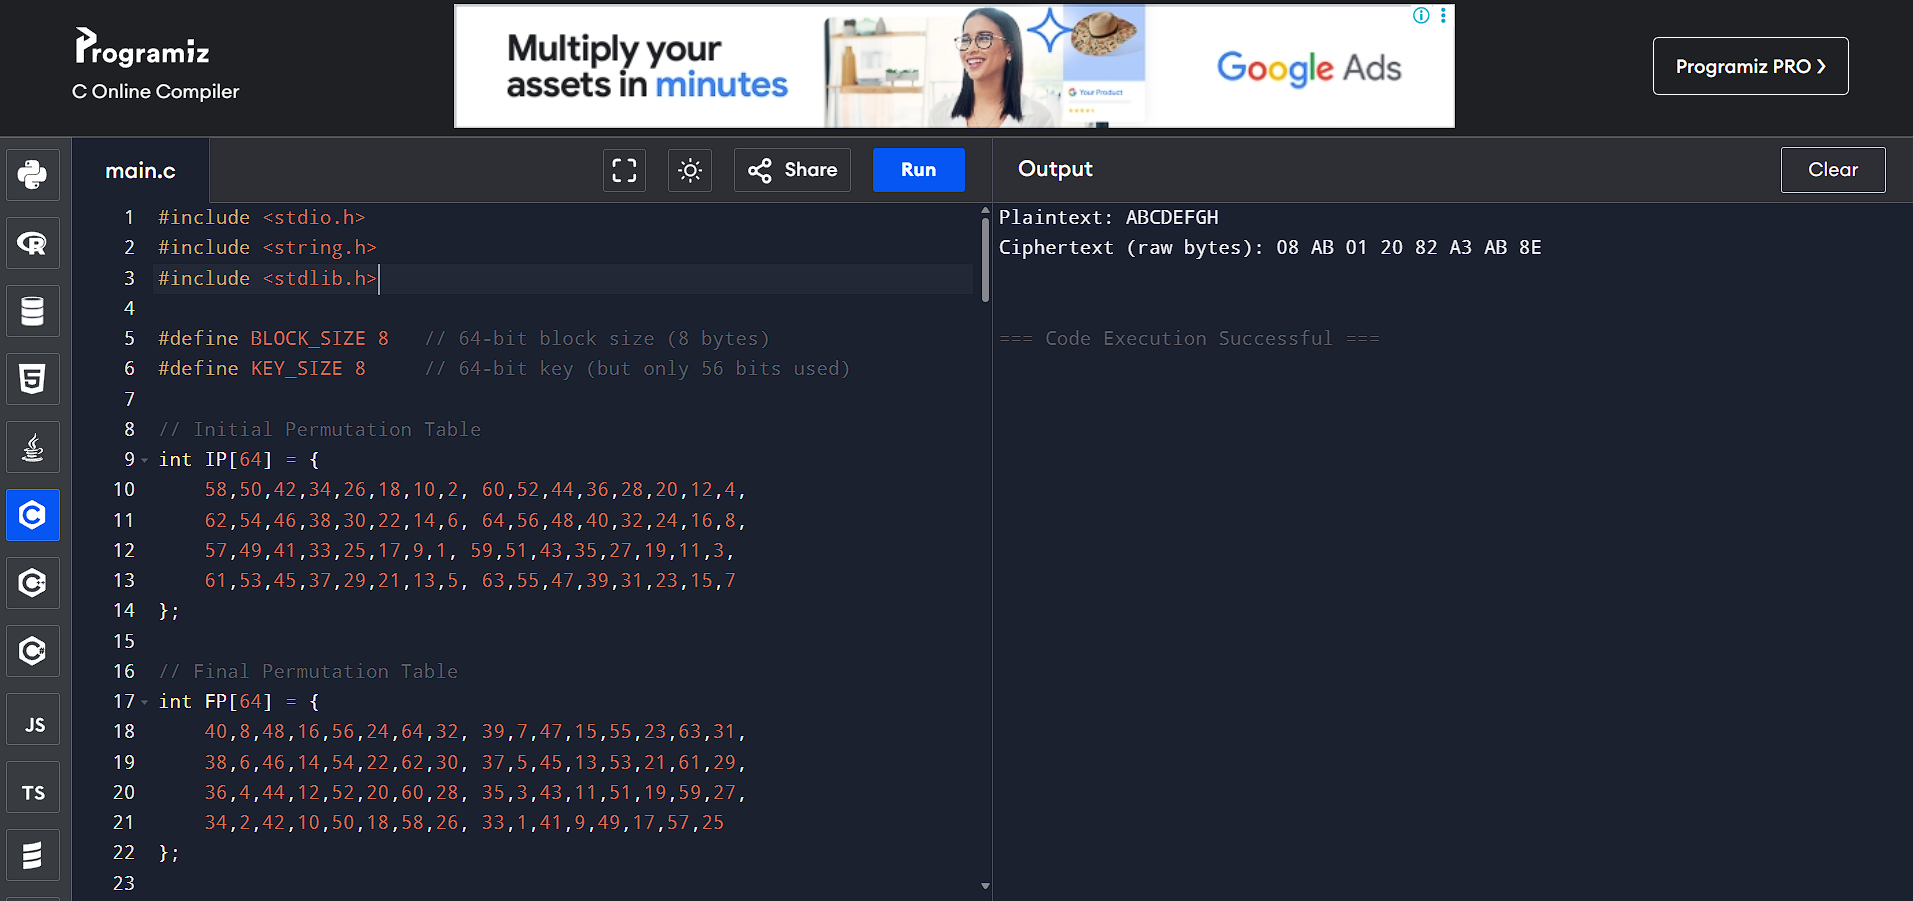 Programiz
C Online Compiler
Multiply your
assets in minutes
Your Product
Google Ads
Programiz PRO >
main.c
Share
Run
Output
Clear
1 #include <stdio.h>
2 #include <string.h>
3 #include <stdlib.h>
4
5 #define BLOCK_SIZE 8 // 64-bit block size (8 bytes)
6 #define KEY_SIZE 8 // 64-bit key (but only 56 bits used)
7
8 // Initial Permutation Table
9 int IP[64] = {
10 58,50,42,34,26,18,10,2, 60,52,44,36,28,20,12,4,
11 62,54,46,38,30,22,14,6, 64,56,48,40,32,24,16,8,
12 57,49,41,33,25,17,9,1, 59,51,43,35,27,19,11,3,
13 61,53,45,37,29,21,13,5, 63,55,47,39,31,23,15,7
14 };
15
16 // Final Permutation Table
17 int FP[64] = {
18 40,8,48,16,56,24,64,32, 39,7,47,15,55,23,63,31,
19 38,6,46,14,54,22,62,30, 37,5,45,13,53,21,61,29,
20 36,4,44,12,52,20,60,28, 35,3,43,11,51,19,59,27,
21 34,2,42,10,50,18,58,26, 33,1,41,9,49,17,57,25
22 };
23
Plaintext: ABCDEFGH
Ciphertext (raw bytes): 08 AB 01 20 82 A3 AB 8E
=== Code Execution Successful ===
R
5
C
C++
C#
JS
TS